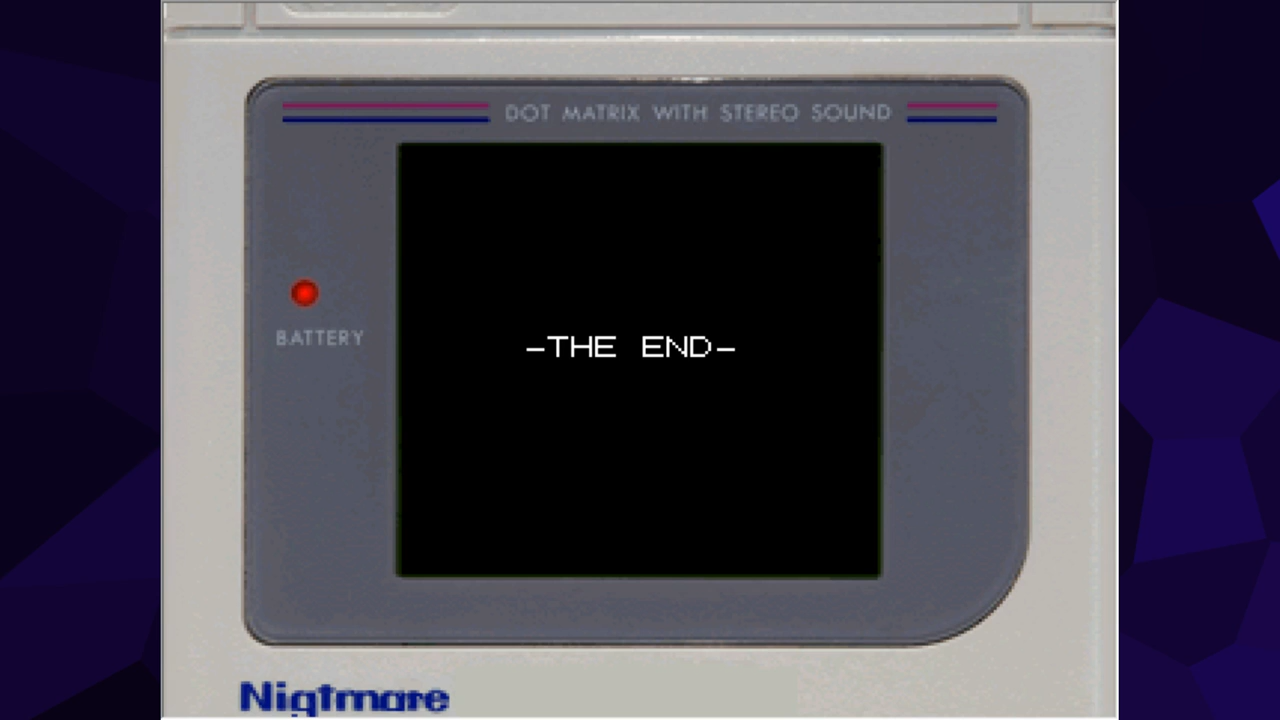 DOT MATRIX WITH STEREO SOUND
BATTERY
-THE END-
Nigtmare